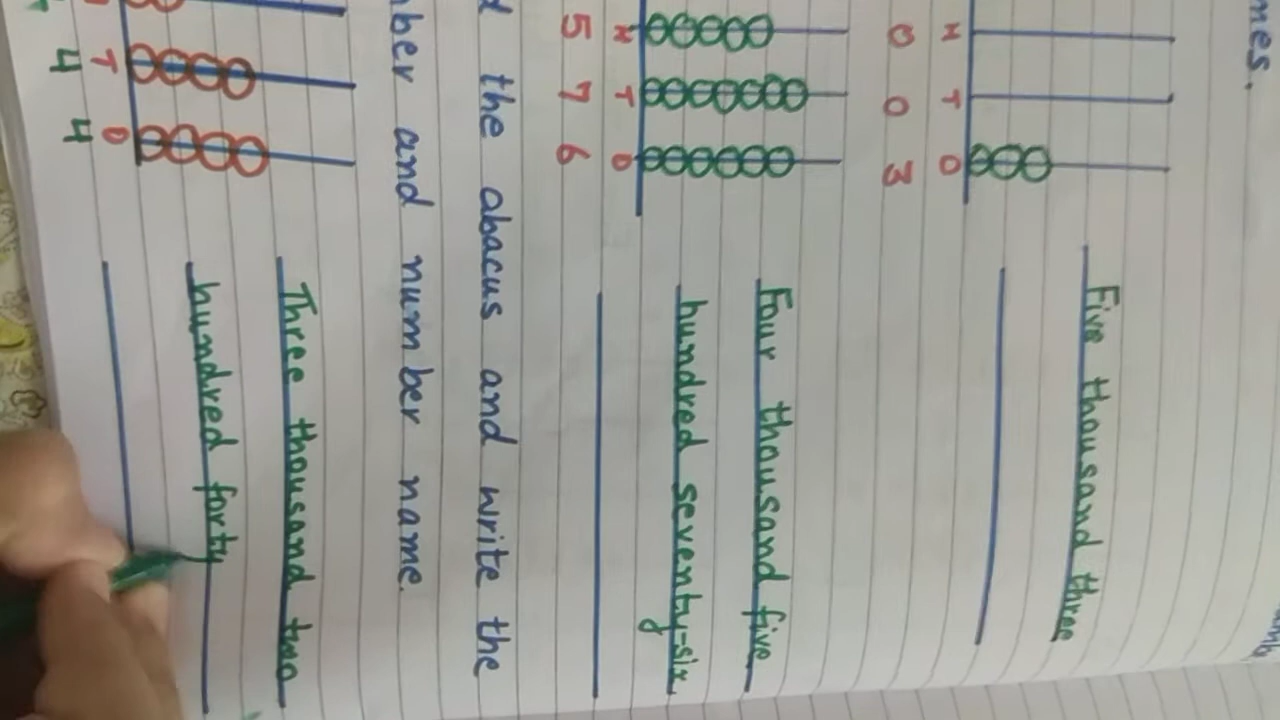 mes.
H T O
0 0 3
Five thousand three
H T O
5 7 6
Four thousand five
hundred seventy-six
the abacus and write the
and number name.
T O
4 4
Three thousand two
hundred forty